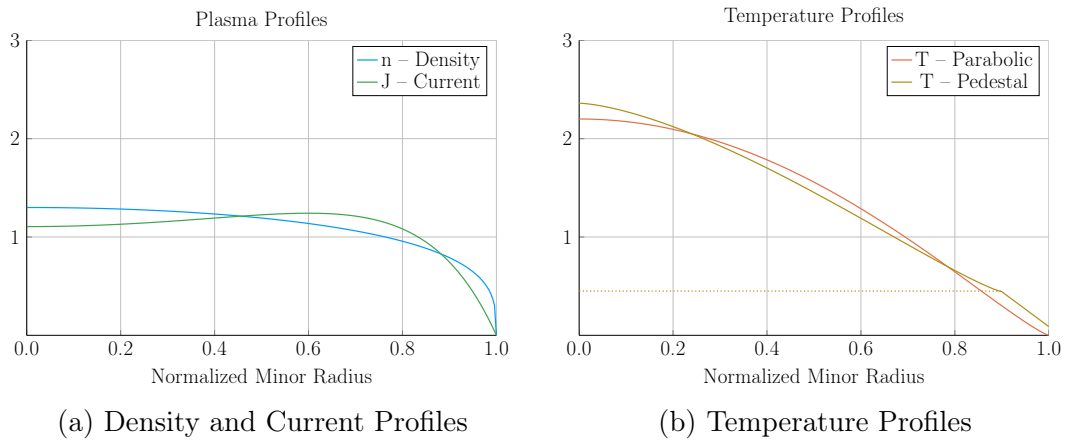 Plasma Profiles
3
2
1
n – Density
J – Current
0.0 0.2 0.4 0.6 0.8 1.0
Normalized Minor Radius
(a) Density and Current Profiles
Temperature Profiles
3
2
1
T – Parabolic
T – Pedestal
0.0 0.2 0.4 0.6 0.8 1.0
Normalized Minor Radius
(b) Temperature Profiles